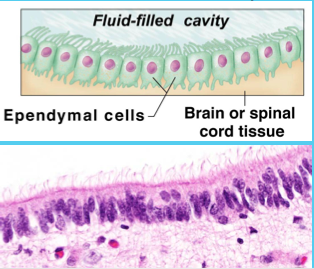 Fluid-filled cavity
Ependymal cells
Brain or spinal
cord tissue